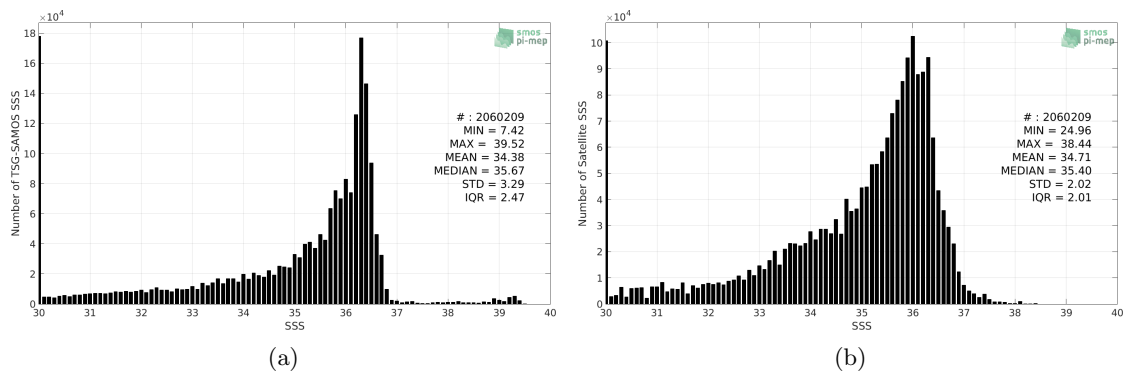 ×10⁴
18
16
14
12
10
8
6
4
2
0
Number of TSG-SAMOS SSS
smos
pi-mep
# : 2060209
MIN = 7.42
MAX = 39.52
MEAN = 34.38
MEDIAN = 35.67
STD = 3.29
IQR = 2.47
30 31 32 33 34 35 36 37 38 39 40
SSS
(a)
×10⁴
10
9
8
7
6
5
4
3
2
1
0
Number of Satellite SSS
smos
pi-mep
# : 2060209
MIN = 24.96
MAX = 38.44
MEAN = 34.71
MEDIAN = 35.40
STD = 2.02
IQR = 2.01
30 31 32 33 34 35 36 37 38 39 40
SSS
(b)